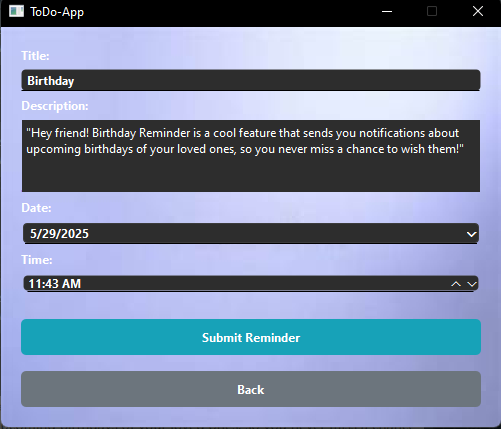 ToDo-App
Title:
Birthday
Description:
"Hey friend! Birthday Reminder is a cool feature that sends you notifications about
upcoming birthdays of your loved ones, so you never miss a chance to wish them!"
Date:
5/29/2025
Time:
11:43 AM
Submit Reminder
Back